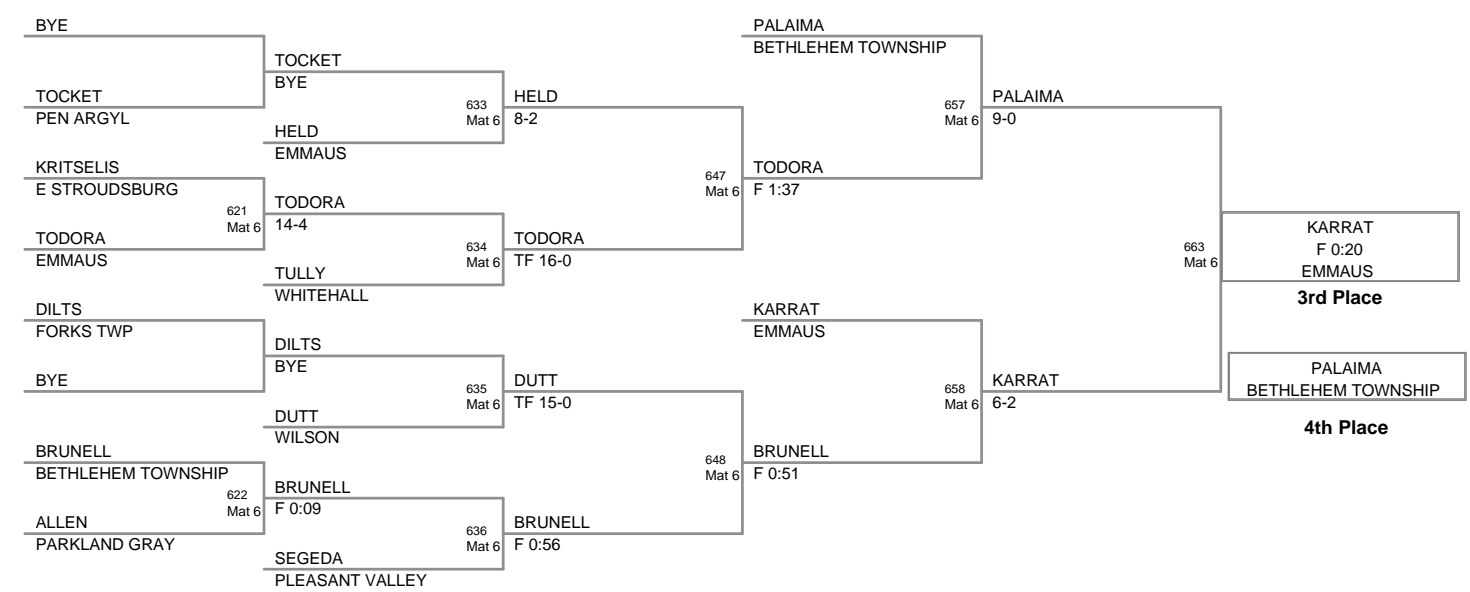 BYE
TOCKET
PEN ARGYL
KRITSELIS
E STROUDSBURG
621
Mat 6
TODORA
EMMAUS
DILTS
FORKS TWP
BYE
BRUNELL
BETHLEHEM TOWNSHIP
622
Mat 6
ALLEN
PARKLAND GRAY
TOCKET
BYE
633
Mat 6
HELD
EMMAUS
TODORA
14-4
634
Mat 6
TULLY
WHITEHALL
DILTS
BYE
635
Mat 6
DUTT
WILSON
BRUNELL
F 0:09
636
Mat 6
SEGEDA
PLEASANT VALLEY
HELD
8-2
647
Mat 6
TODORA
TF 16-0
DUTT
TF 15-0
648
Mat 6
BRUNELL
F 0:56
PALAIMA
BETHLEHEM TOWNSHIP
657
Mat 6
TODORA
F 1:37
KARRAT
EMMAUS
658
Mat 6
BRUNELL
F 0:51
PALAIMA
9-0
663
Mat 6
KARRAT
6-2
KARRAT
F 0:20
EMMAUS
3rd Place
PALAIMA
BETHLEHEM TOWNSHIP
4th Place